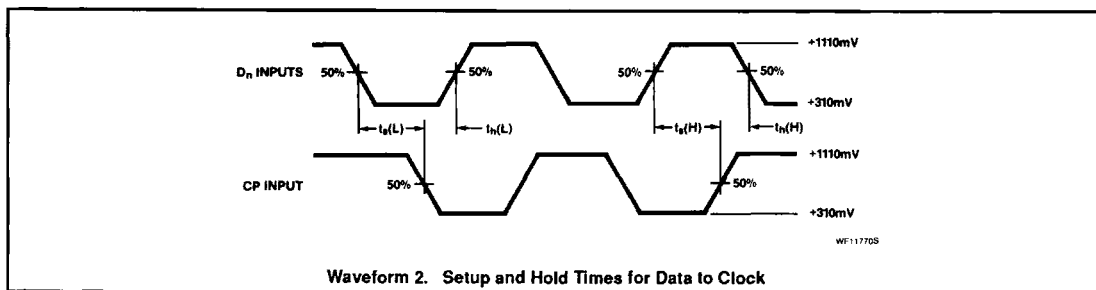 +1110mV
Dn INPUTS
50%
50%
50%
50%
+310mV
ts(L)
th(L)
ts(H)
th(H)
+1110mV
CP INPUT
50%
50%
+310mV
WF11770S
Waveform 2. Setup and Hold Times for Data to Clock